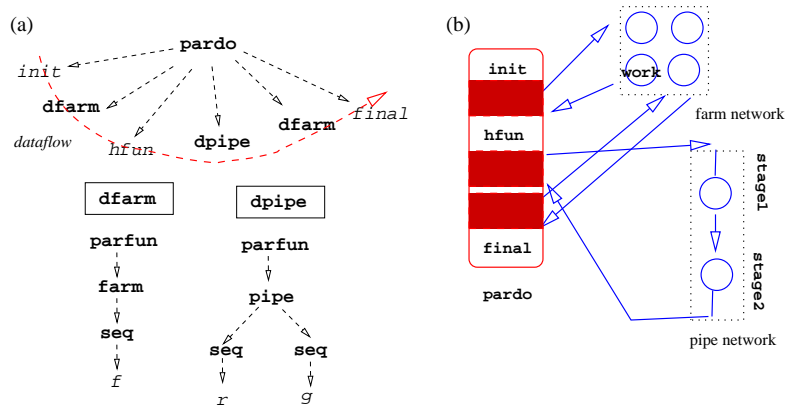 (a)
pardo
init
dfarm
dfarm
final
dataflow
hfun
dpipe
dfarm
dpipe
parfun
parfun
farm
pipe
seq
seq
seq
f
r
g
(b)
init
work
hfun
farm network
stage1
final
stage2
pardo
pipe network